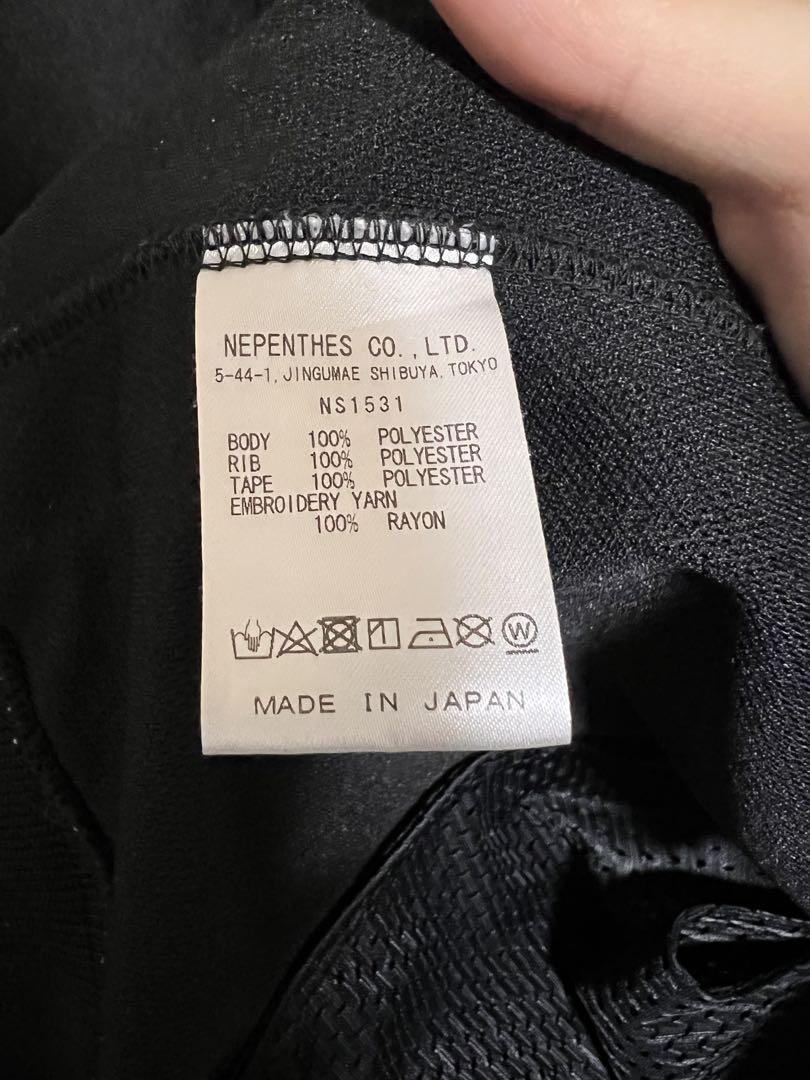 NEPENTHES CO., LTD.
5-44-1, JINGUMAE SHIBUYA, TOKYO
NS1531
BODY 100% POLYESTER
RIB 100% POLYESTER
TAPE 100% POLYESTER
EMBROIDERY YARN
100% RAYON
W
MADE IN JAPAN